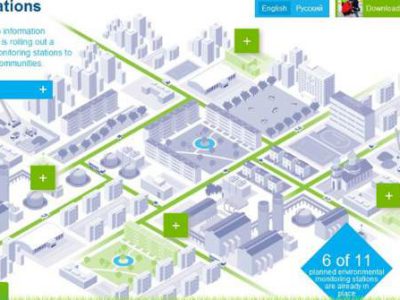 ations
English Русский
Download
information
is rolling out a
onitoring stations to
ommunities.
6 of 11
planned environmental
monitoring stations
are already in
place